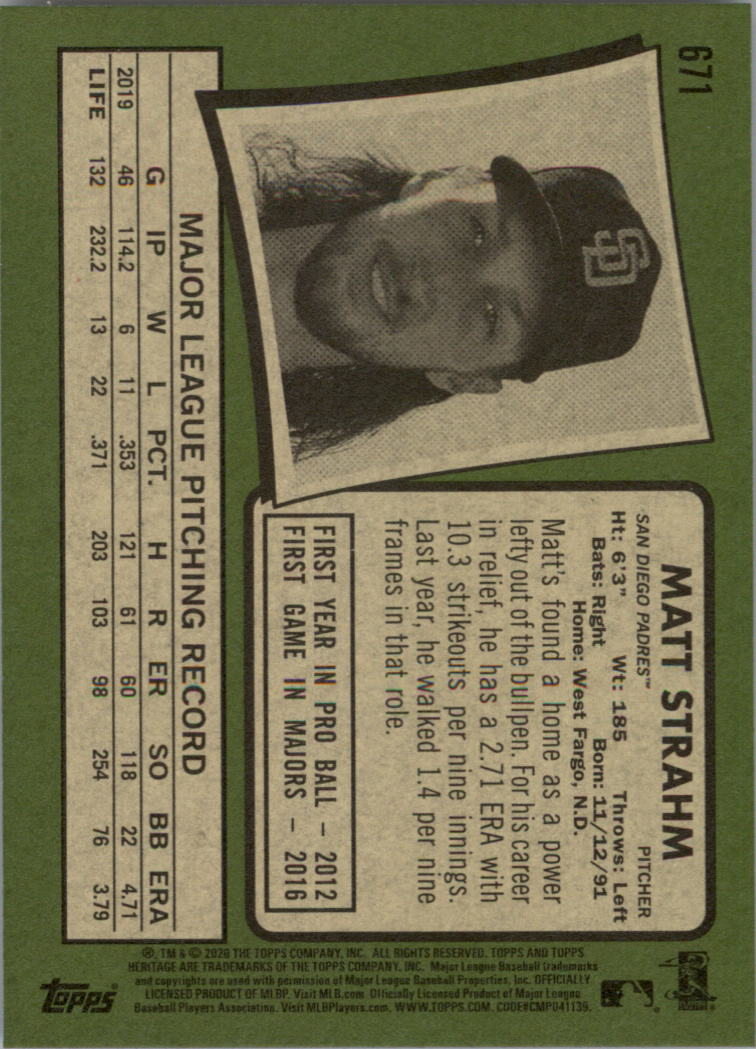 671
SD
MATT STRAHM
SAN DIEGO PADRES™ PITCHER
Ht: 6'3" Wt: 185 Throws: Left
Bats: Right Born: 11/12/91
Home: West Fargo, N.D.
Matt's found a home as a power
lefty out of the bullpen. For his career
in relief, he has a 2.71 ERA with
10.3 strikeouts per nine innings.
Last year, he walked 1.4 per nine
frames in that role.
FIRST YEAR IN PRO BALL – 2012
FIRST GAME IN MAJORS – 2016
MAJOR LEAGUE PITCHING RECORD
G IP W L PCT. H R ER SO BB ERA
2019 46 114.2 6 11 .353 121 61 60 118 22 4.71
LIFE 132 232.2 13 22 .371 203 103 98 254 76 3.79
®, TM & © 2020 THE TOPPS COMPANY, INC. ALL RIGHTS RESERVED. TOPPS AND TOPPS
HERITAGE ARE TRADEMARKS OF THE TOPPS COMPANY, INC. Major League Baseball trademarks
and copyrights are used with permission of Major League Baseball Properties, Inc. OFFICIALLY
LICENSED PRODUCT OF MLBP. Visit MLB.com Officially Licensed Product of Major League
Baseball Players Association. Visit MLBPlayers.com. WWW.TOPPS.COM. CODE#CMP041139.
topps